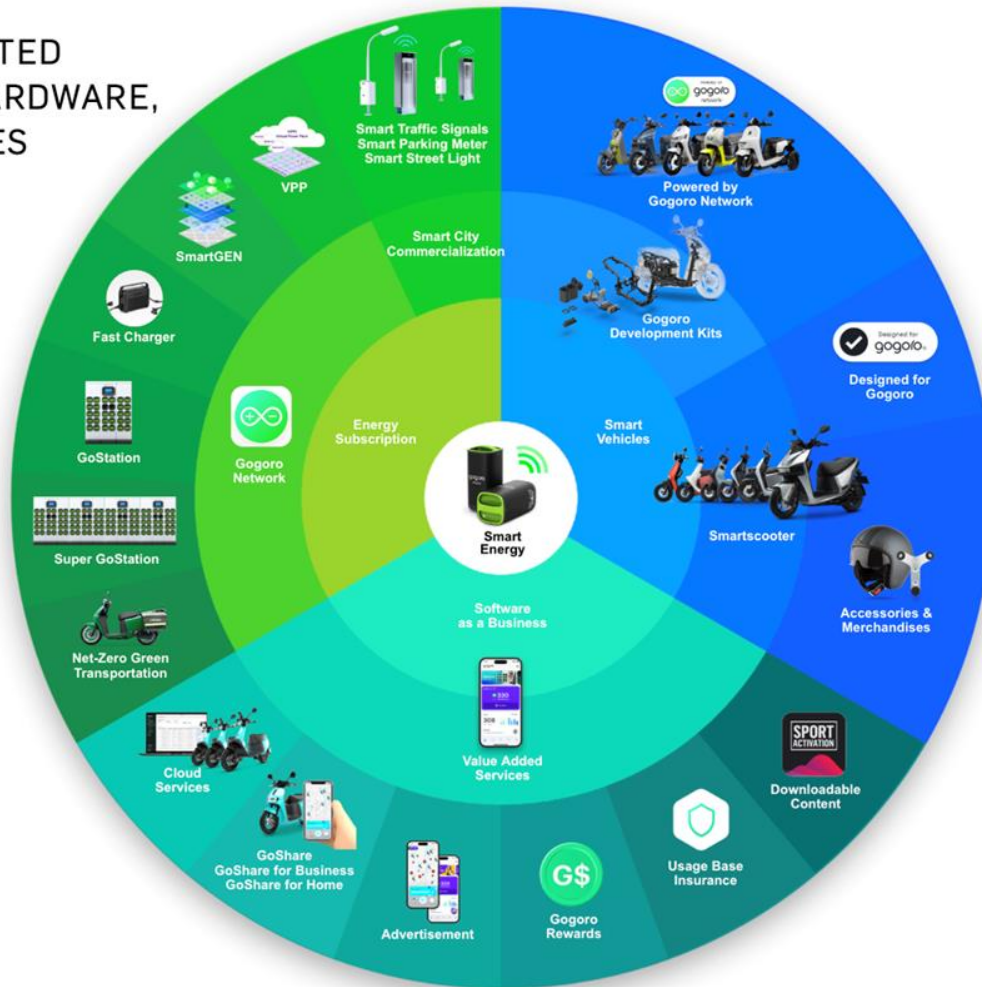 TED
RDWARE,
ES
Smart Traffic Signals
Smart Parking Meter
Smart Street Light
VPP
SmartGEN
Fast Charger
GoStation
Super GoStation
Net-Zero Green
Transportation
Smart City
Commercialization
Gogoro
Network
Energy
Subscription
Smart
Energy
gogoro
network
Powered by
Gogoro Network
Gogoro
Development Kits
Smart
Vehicles
Designed for
gogoro
Designed for
Gogoro
Smartscooter
Accessories &
Merchandises
Software
as a Business
330
308
Value Added
Services
Cloud
Services
GoShare
GoShare for Business
GoShare for Home
Advertisement
G$
Gogoro
Rewards
Usage Base
Insurance
SPORT
ACTIVATION
Downloadable
Content